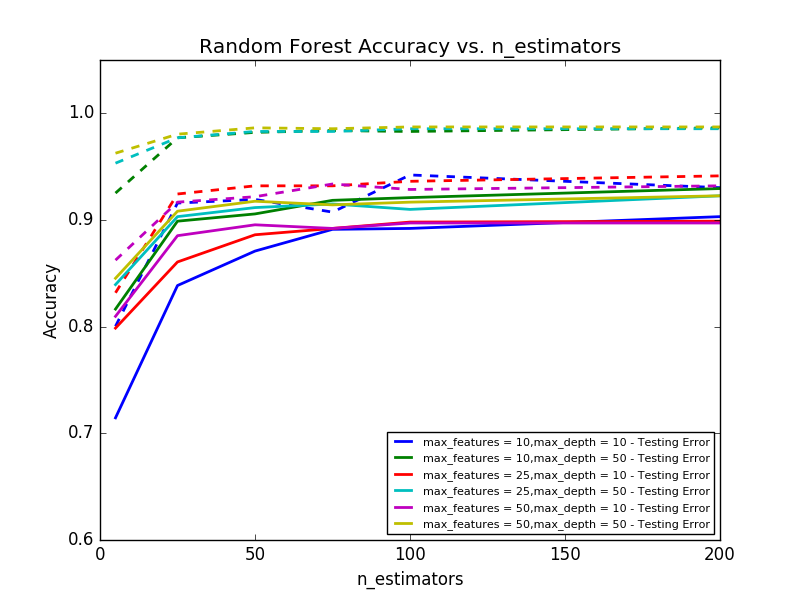 Random Forest Accuracy vs. n_estimators
1.0
0.9
0.8
0.7
0.6
Accuracy
max_features = 10,max_depth = 10 - Testing Error
max_features = 10,max_depth = 50 - Testing Error
max_features = 25,max_depth = 10 - Testing Error
max_features = 25,max_depth = 50 - Testing Error
max_features = 50,max_depth = 10 - Testing Error
max_features = 50,max_depth = 50 - Testing Error
0 50 100 150 200
n_estimators